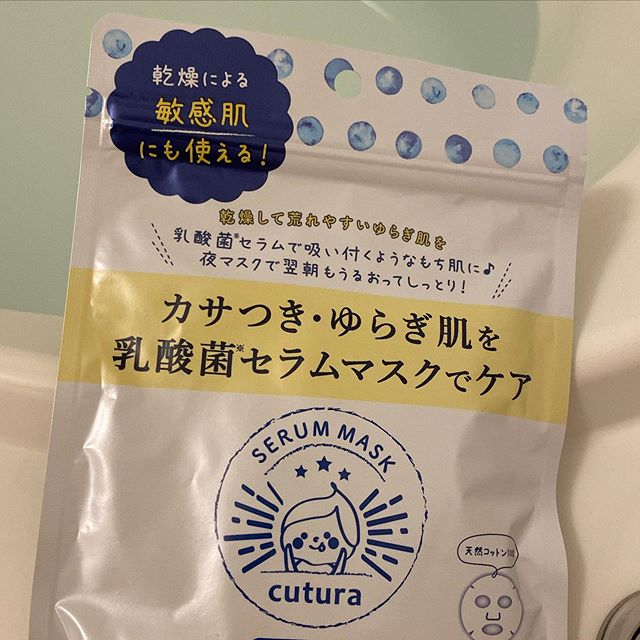 乾燥による
敏感肌
にも使える!
乾燥して荒れやすいゆらぎ肌を
乳酸菌※セラムで吸い付くようなもち肌に♪
夜マスクで翌朝もうるおってしっとり!
カサつき・ゆらぎ肌を
乳酸菌※セラムマスクでケア
SERUM MASK
cutura
天然コットン100